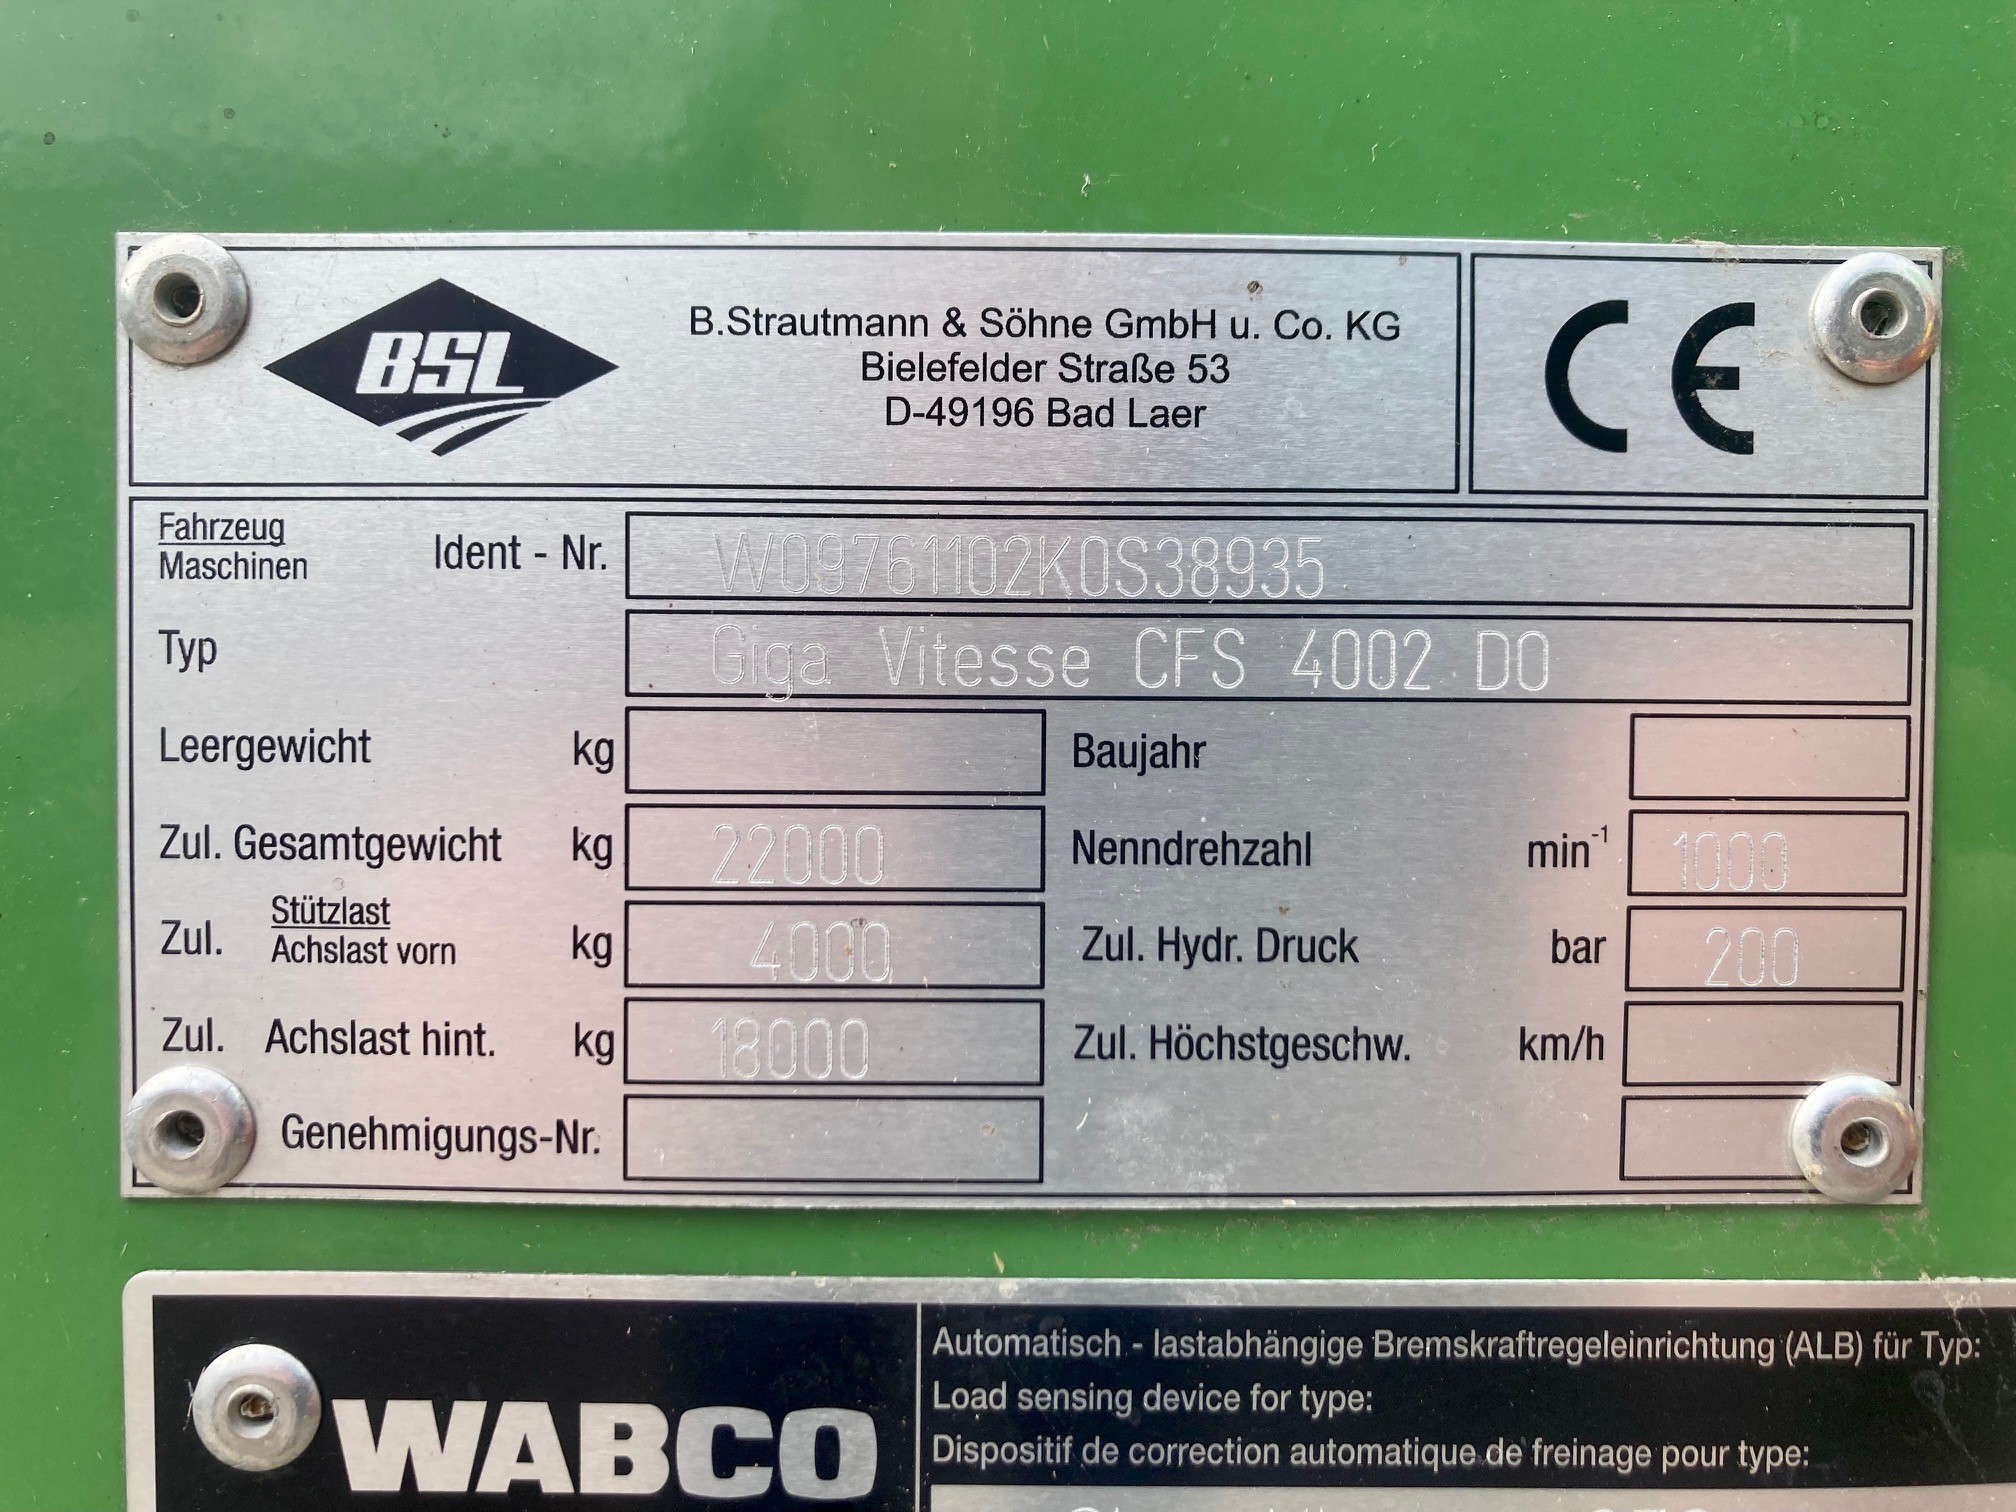 BSL
B.Strautmann & Söhne GmbH u. Co. KG
Bielefelder Straße 53
D-49196 Bad Laer
CE
Fahrzeug
Maschinen
Ident - Nr. W09761102K0S38935
Typ Giga Vitesse CFS 4002 DO
Leergewicht kg Baujahr
Zul. Gesamtgewicht kg 22000 Nenndrehzahl min⁻¹ 1000
Zul. Stützlast
Achslast vorn kg 4000 Zul. Hydr. Druck bar 200
Zul. Achslast hint. kg 18000 Zul. Höchstgeschw. km/h
Genehmigungs-Nr.
WABCO
Automatisch - lastabhängige Bremskraftregeleinrichtung (ALB) für Typ:
Load sensing device for type:
Dispositif de correction automatique de freinage pour type: